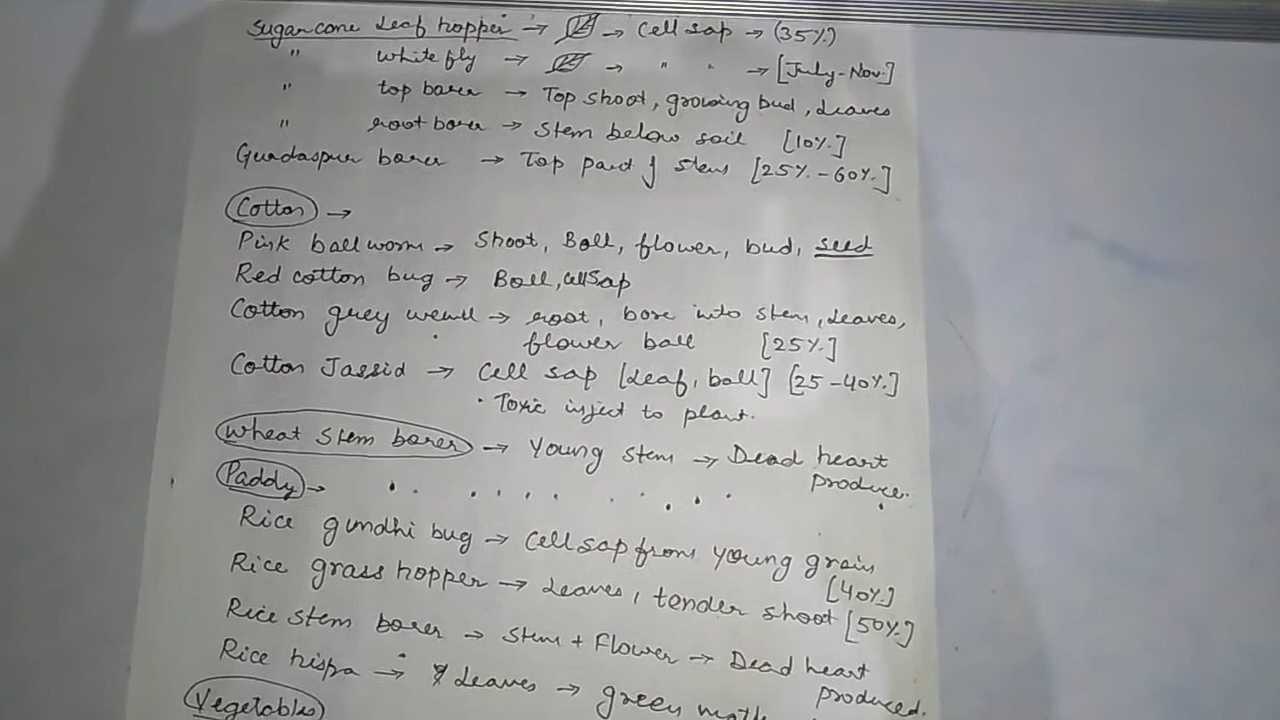 Sugarcane Leaf hopper → → Cell sap → (35%)
" white fly → → " " → [July-Nov.]
" top borer → Top shoot, growing bud, Leaves
" root borer → Stem below soil [10%]
Gurdaspur borer → Top part of stem [25% - 60%]
Cotton →
Pink ballworm → Shoot, Boll, flower, bud, seed
Red cotton bug → Boll, cell sap
Cotton grey weevil → root, bore into stem, Leaves,
flower ball [25%]
Cotton Jassid → Cell sap [Leaf, ball] [25 - 40%]
• Toxic inject to plant.
Wheat Stem borer → Young stem → Dead heart
produce.
Paddy →
Rice gundhi bug → Cell sap from young grain
[40%]
Rice grass hopper → Leaves, tender shoot [50%]
Rice stem borer → Stem + Flower → Dead heart
produced.
Rice hispa → Leaves → green
Vegetables